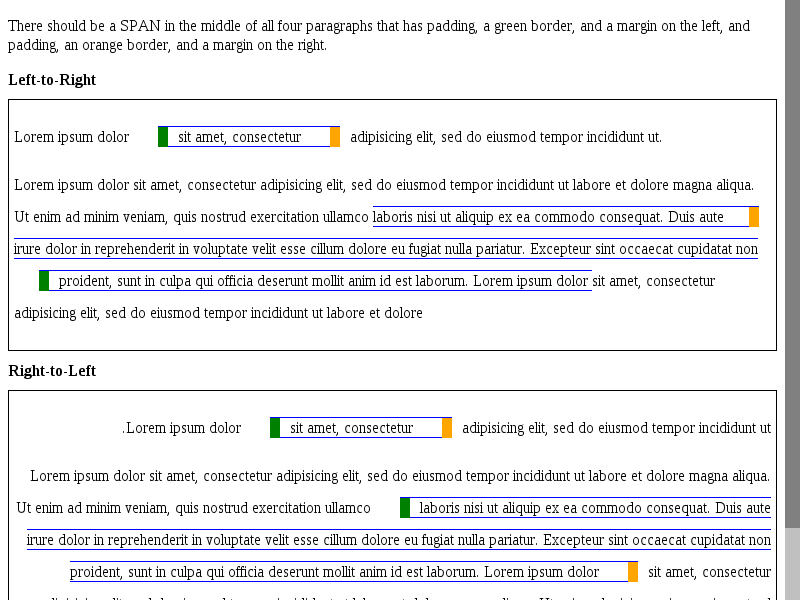 There should be a SPAN in the middle of all four paragraphs that has padding, a green border, and a margin on the left, and
padding, an orange border, and a margin on the right.
Left-to-Right
Lorem ipsum dolor sit amet, consectetur adipisicing elit, sed do eiusmod tempor incididunt ut.
Lorem ipsum dolor sit amet, consectetur adipisicing elit, sed do eiusmod tempor incididunt ut labore et dolore magna aliqua.
Ut enim ad minim veniam, quis nostrud exercitation ullamco laboris nisi ut aliquip ex ea commodo consequat. Duis aute
irure dolor in reprehenderit in voluptate velit esse cillum dolore eu fugiat nulla pariatur. Excepteur sint occaecat cupidatat non
proident, sunt in culpa qui officia deserunt mollit anim id est laborum. Lorem ipsum dolor sit amet, consectetur
adipisicing elit, sed do eiusmod tempor incididunt ut labore et dolore
Right-to-Left
.Lorem ipsum dolor sit amet, consectetur adipisicing elit, sed do eiusmod tempor incididunt ut
Lorem ipsum dolor sit amet, consectetur adipisicing elit, sed do eiusmod tempor incididunt ut labore et dolore magna aliqua.
Ut enim ad minim veniam, quis nostrud exercitation ullamco laboris nisi ut aliquip ex ea commodo consequat. Duis aute
irure dolor in reprehenderit in voluptate velit esse cillum dolore eu fugiat nulla pariatur. Excepteur sint occaecat cupidatat non
proident, sunt in culpa qui officia deserunt mollit anim id est laborum. Lorem ipsum dolor sit amet, consectetur